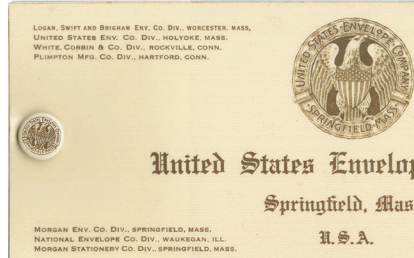 LOGAN, SWIFT AND BRIGHAM ENV. CO. DIV., WORCESTER, MASS,
UNITED STATES ENV. CO. DIV., HOLYOKE, MASS.
WHITE, CORBIN & CO. DIV., ROCKVILLE, CONN.
PLIMPTON MFG. CO. DIV., HARTFORD, CONN.
UNITED STATES ENVELOPE COMPANY
SPRINGFIELD MASS.
United States Envelop
Springfield, Mas
U.S.A.
MORGAN ENV. CO. DIV., SPRINGFIELD, MASS.
NATIONAL ENVELOPE CO. DIV., WAUKEGAN, ILL.
MORGAN STATIONERY CO. DIV., SPRINGFIELD, MASS.